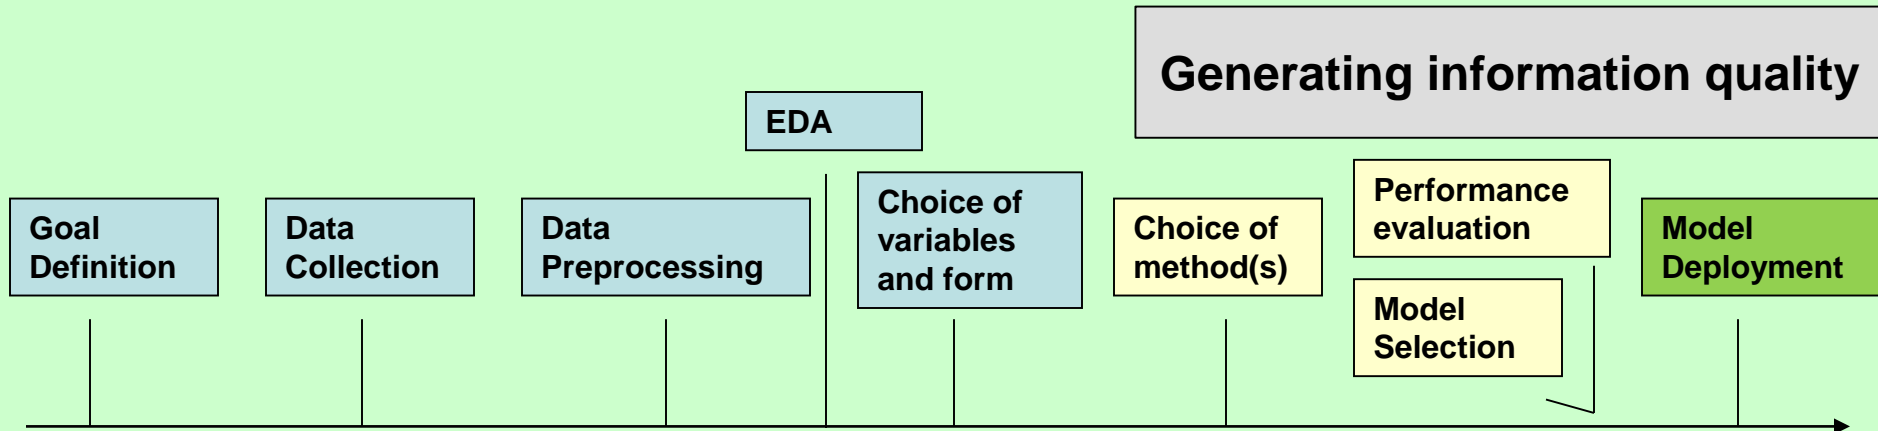 Generating information quality
EDA
Goal
Definition
Data
Collection
Data
Preprocessing
Choice of
variables
and form
Choice of
method(s)
Performance
evaluation
Model
Selection
Model
Deployment